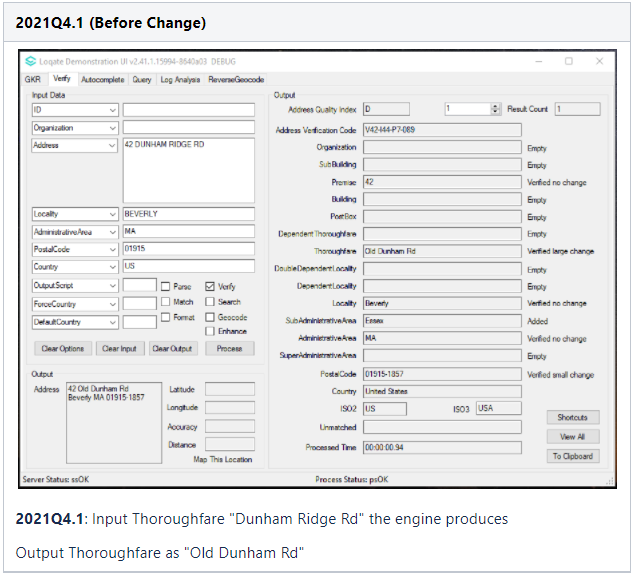 2021Q4.1 (Before Change)
Loqate Demonstration UI v2.41.1.15994-8640a03 DEBUG
GKR Verify Autocomplete Query Log Analysis ReverseGeocode
Input Data
ID
Organization
Address 42 DUNHAM RIDGE RD
Locality BEVERLY
AdministrativeArea MA
PostalCode 01915
Country US
OutputScript Parse Verify
ForceCountry Match Search
DefaultCountry Format Geocode
Enhance
Clear Options Clear Input Clear Output Process
Output
Address 42 Old Dunham Rd
Beverly MA 01915-1857
Latitude
Longitude
Accuracy
Distance
Map This Location
Output
Address Quality Index D 1 Result Count 1
Address Verification Code V42-I44-P7-089
Organization Empty
SubBuilding Empty
Premise 42 Verified no change
Building Empty
PostBox Empty
DependentThoroughfare Empty
Thoroughfare Old Dunham Rd Verified large change
DoubleDependentLocality Empty
DependentLocality Empty
Locality Beverly Verified no change
SubAdministrativeArea Essex Added
AdministrativeArea MA Verified no change
SuperAdministrativeArea Empty
PostalCode 01915-1857 Verified small change
Country United States
ISO2 US ISO3 USA
Unmatched
Processed Time 00:00:00.94
Shortcuts
View All
To Clipboard
Server Status: ssOK Process Status: psOK
2021Q4.1: Input Thoroughfare "Dunham Ridge Rd" the engine produces
Output Thoroughfare as "Old Dunham Rd"